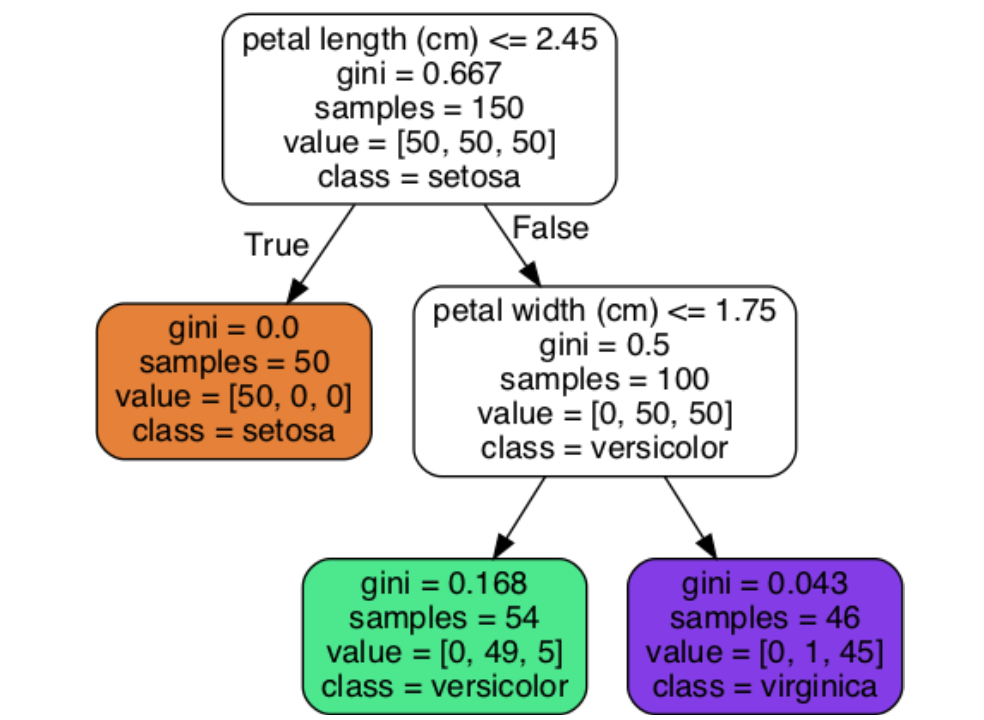 petal length (cm) <= 2.45
gini = 0.667
samples = 150
value = [50, 50, 50]
class = setosa
True
False
gini = 0.0
samples = 50
value = [50, 0, 0]
class = setosa
petal width (cm) <= 1.75
gini = 0.5
samples = 100
value = [0, 50, 50]
class = versicolor
gini = 0.168
samples = 54
value = [0, 49, 5]
class = versicolor
gini = 0.043
samples = 46
value = [0, 1, 45]
class = virginica